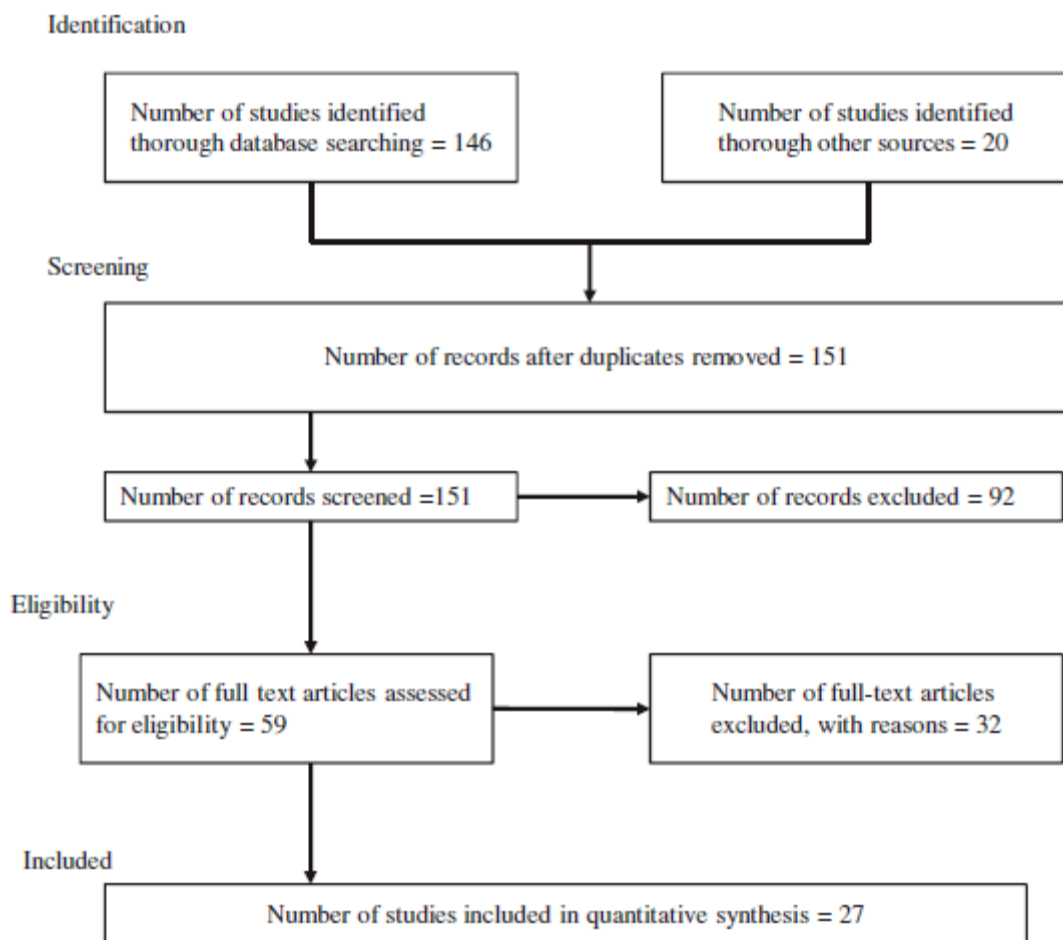 Identification
Number of studies identified
thorough database searching = 146
Number of studies identified
thorough other sources = 20
Screening
Number of records after duplicates removed = 151
Number of records screened =151
Number of records excluded = 92
Eligibility
Number of full text articles assessed
for eligibility = 59
Number of full-text articles
excluded, with reasons = 32
Included
Number of studies included in quantitative synthesis = 27